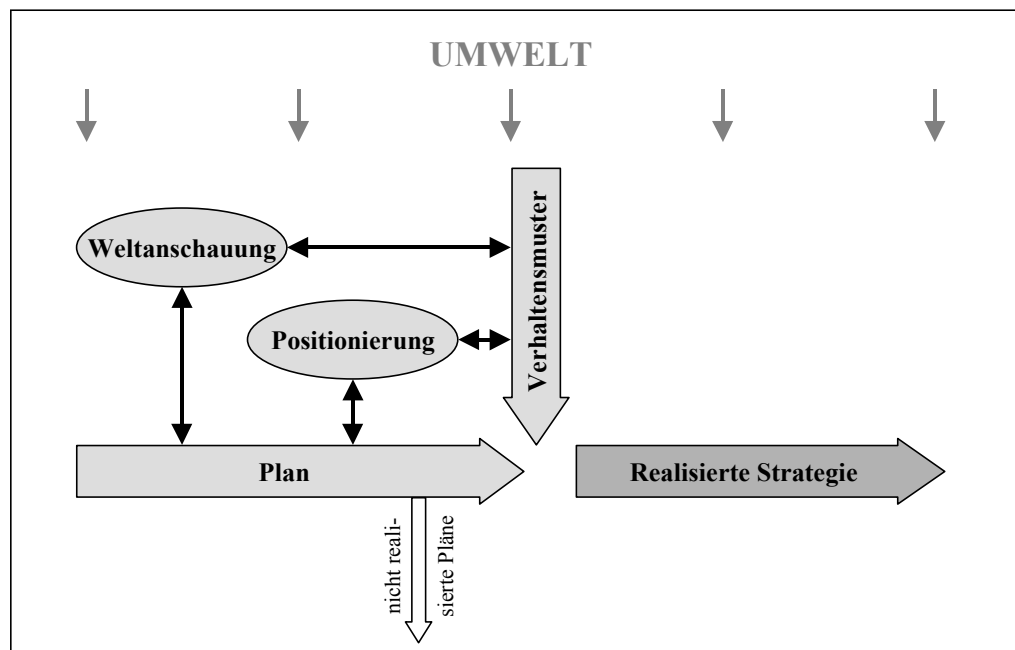 UMWELT
Weltanschauung
Positionierung
Verhaltensmuster
Plan
Realisierte Strategie
nicht reali-
sierte Pläne